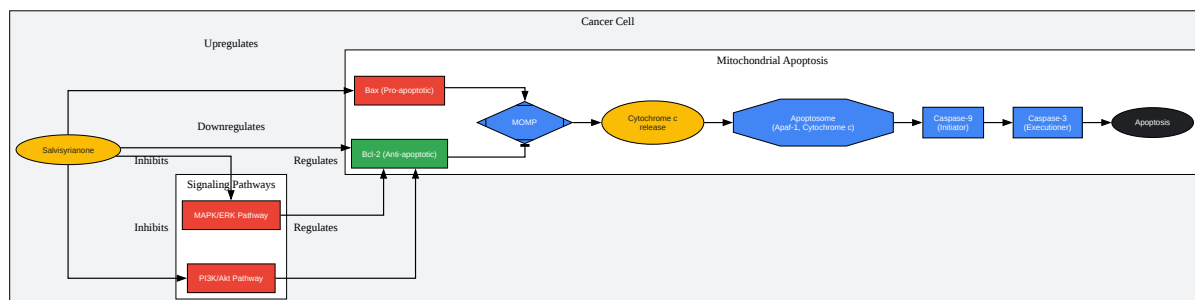 Cancer Cell
Upregulates
Mitochondrial Apoptosis
Bax (Pro-apoptotic)
MOMP
Cytochrome c
release
Apoptosome
(Apaf-1, Cytochrome c)
Caspase-9
(Initiator)
Caspase-3
(Executioner)
Apoptosis
Downregulates
Salvisyrianone
Inhibits
Regulates
Bcl-2 (Anti-apoptotic)
Signaling Pathways
MAPK/ERK Pathway
Inhibits
Regulates
PI3K/Akt Pathway